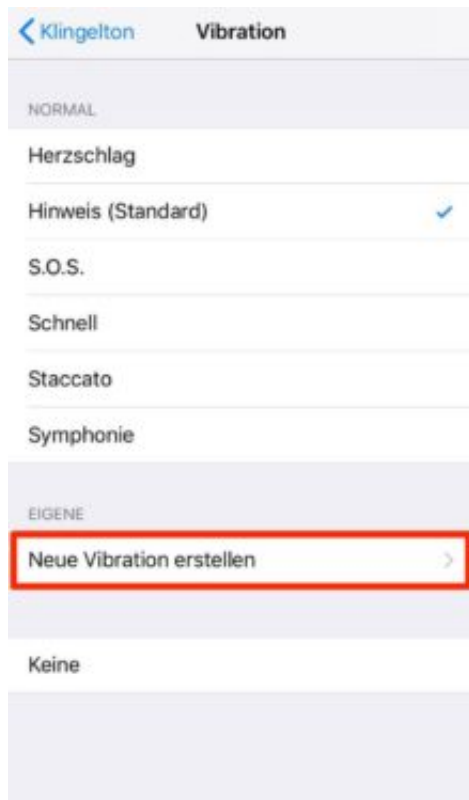 Klingelton Vibration
NORMAL
Herzschlag
Hinweis (Standard)
S.O.S.
Schnell
Staccato
Symphonie
EIGENE
Neue Vibration erstellen
Keine